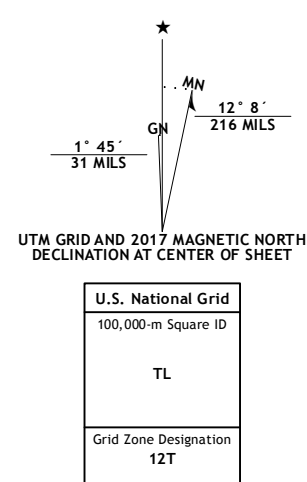 ★
MN
GN
12° 8´
216 MILS
1° 45´
31 MILS
UTM GRID AND 2017 MAGNETIC NORTH
DECLINATION AT CENTER OF SHEET
U.S. National Grid
100,000-m Square ID
TL
Grid Zone Designation
12T